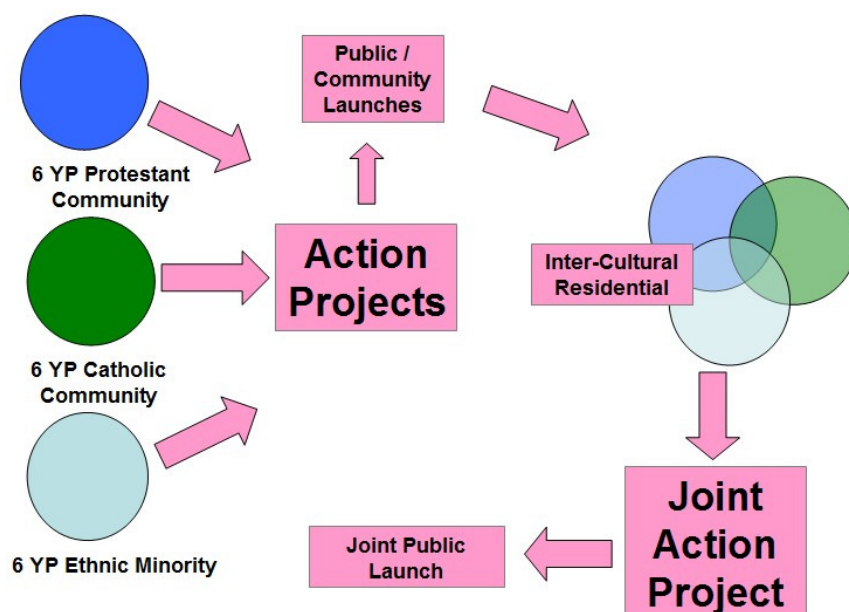 6 YP Protestant
Community
6 YP Catholic
Community
6 YP Ethnic Minority
Action
Projects
Public /
Community
Launches
Inter-Cultural
Residential
Joint
Action
Project
Joint Public
Launch